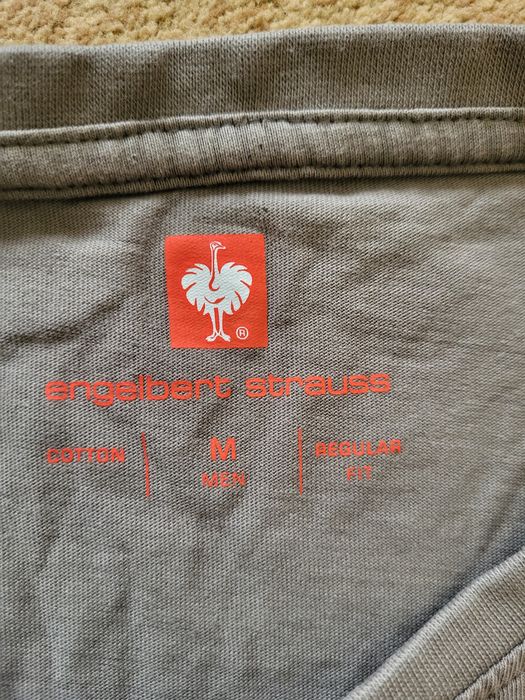 ®
engelbert strauss
COTTON M REGULAR
MEN FIT